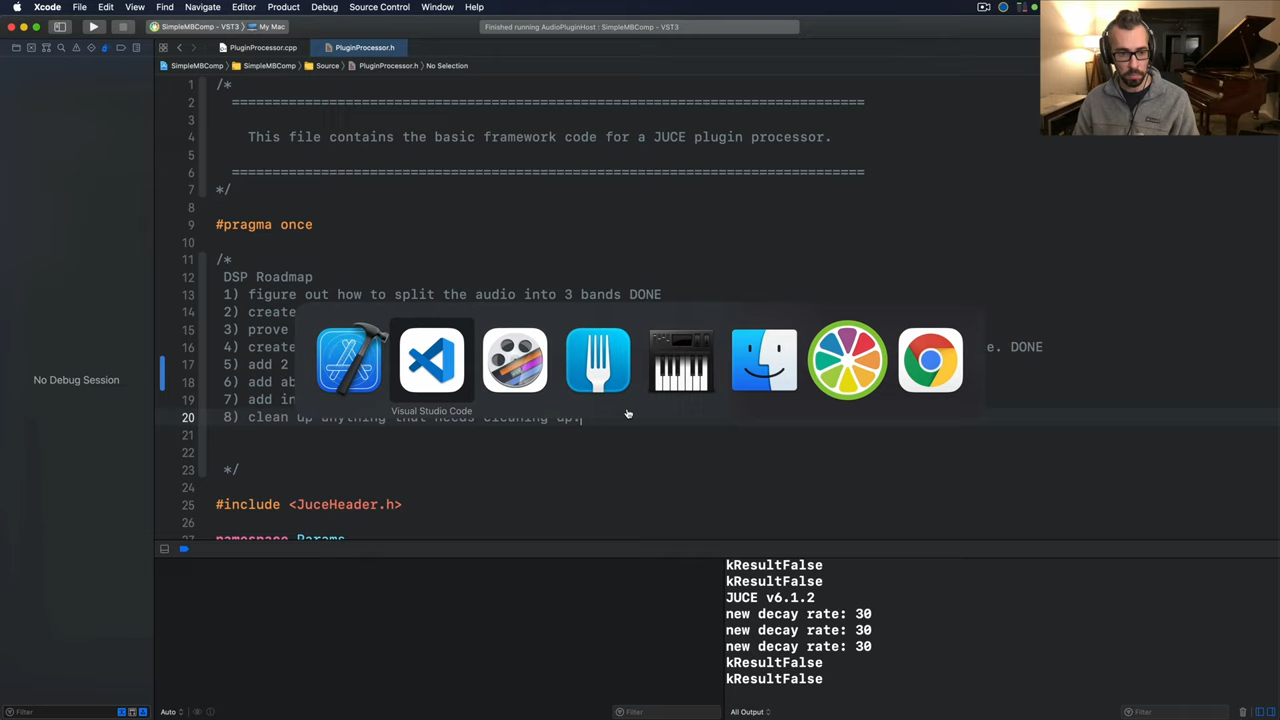 Xcode File Edit View Find Navigate Editor Product Debug Source Control Window Help
SimpleMBComp - VST3 My Mac Finished running AudioPluginHost : SimpleMBComp - VST3
PluginProcessor.cpp PluginProcessor.h
SimpleMBComp SimpleMBComp Source PluginProcessor.h No Selection
1 /*
2 ============================================================================
3
4 This file contains the basic framework code for a JUCE plugin processor.
5
6 ============================================================================
7 */
8
9 #pragma once
10
11 /*
12 DSP Roadmap
13 1) figure out how to split the audio into 3 bands DONE
14 2) create
15 3) prove
16 4) create e. DONE
17 5) add 2
18 6) add ab
19 7) add in
20 8) clean up anything that needs cleaning up.
21
22
23 */
24
25 #include <JuceHeader.h>
26
27 namespace Params
No Debug Session
Visual Studio Code
kResultFalse
kResultFalse
JUCE v6.1.2
new decay rate: 30
new decay rate: 30
new decay rate: 30
kResultFalse
kResultFalse
Filter Auto Filter All Output Filter